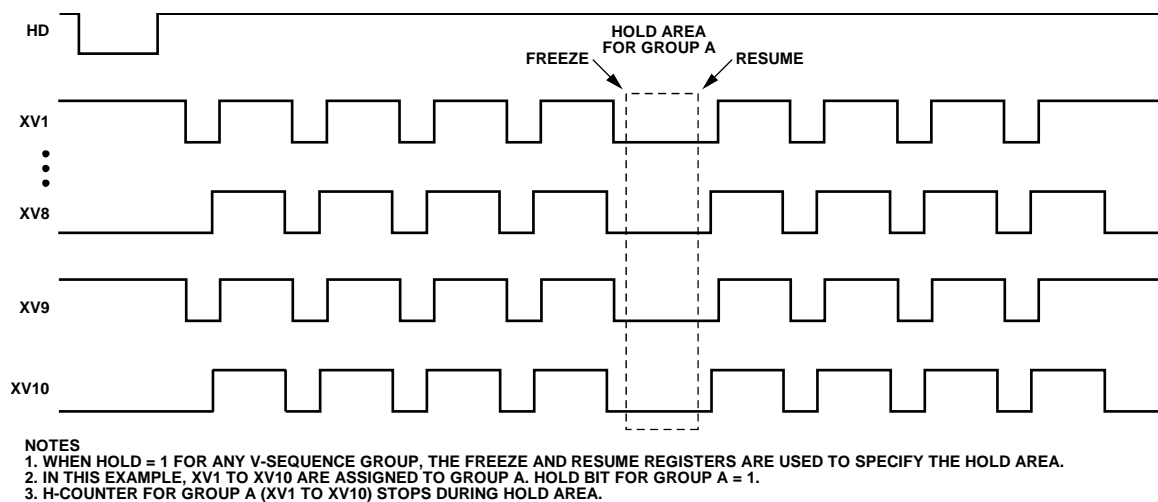 HD
HOLD AREA
FOR GROUP A
FREEZE
RESUME
XV1
XV8
XV9
XV10
NOTES
1. WHEN HOLD = 1 FOR ANY V-SEQUENCE GROUP, THE FREEZE AND RESUME REGISTERS ARE USED TO SPECIFY THE HOLD AREA.
2. IN THIS EXAMPLE, XV1 TO XV10 ARE ASSIGNED TO GROUP A. HOLD BIT FOR GROUP A = 1.
3. H-COUNTER FOR GROUP A (XV1 TO XV10) STOPS DURING HOLD AREA.